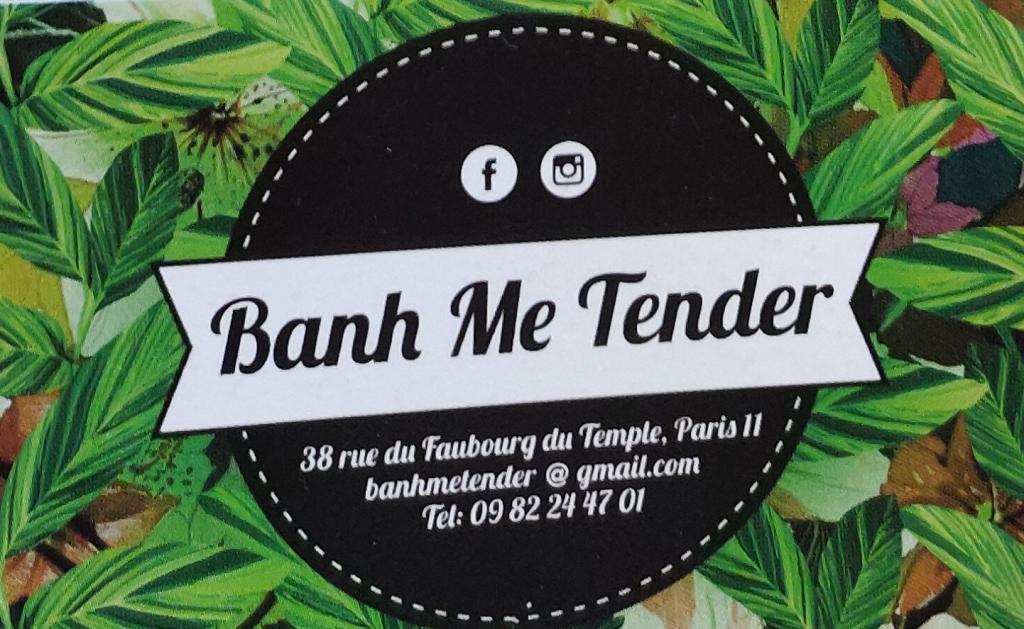 Banh Me Tender
38 rue du Faubourg du Temple, Paris 11
banhmetender @ gmail.com
Tel: 09 82 24 47 01